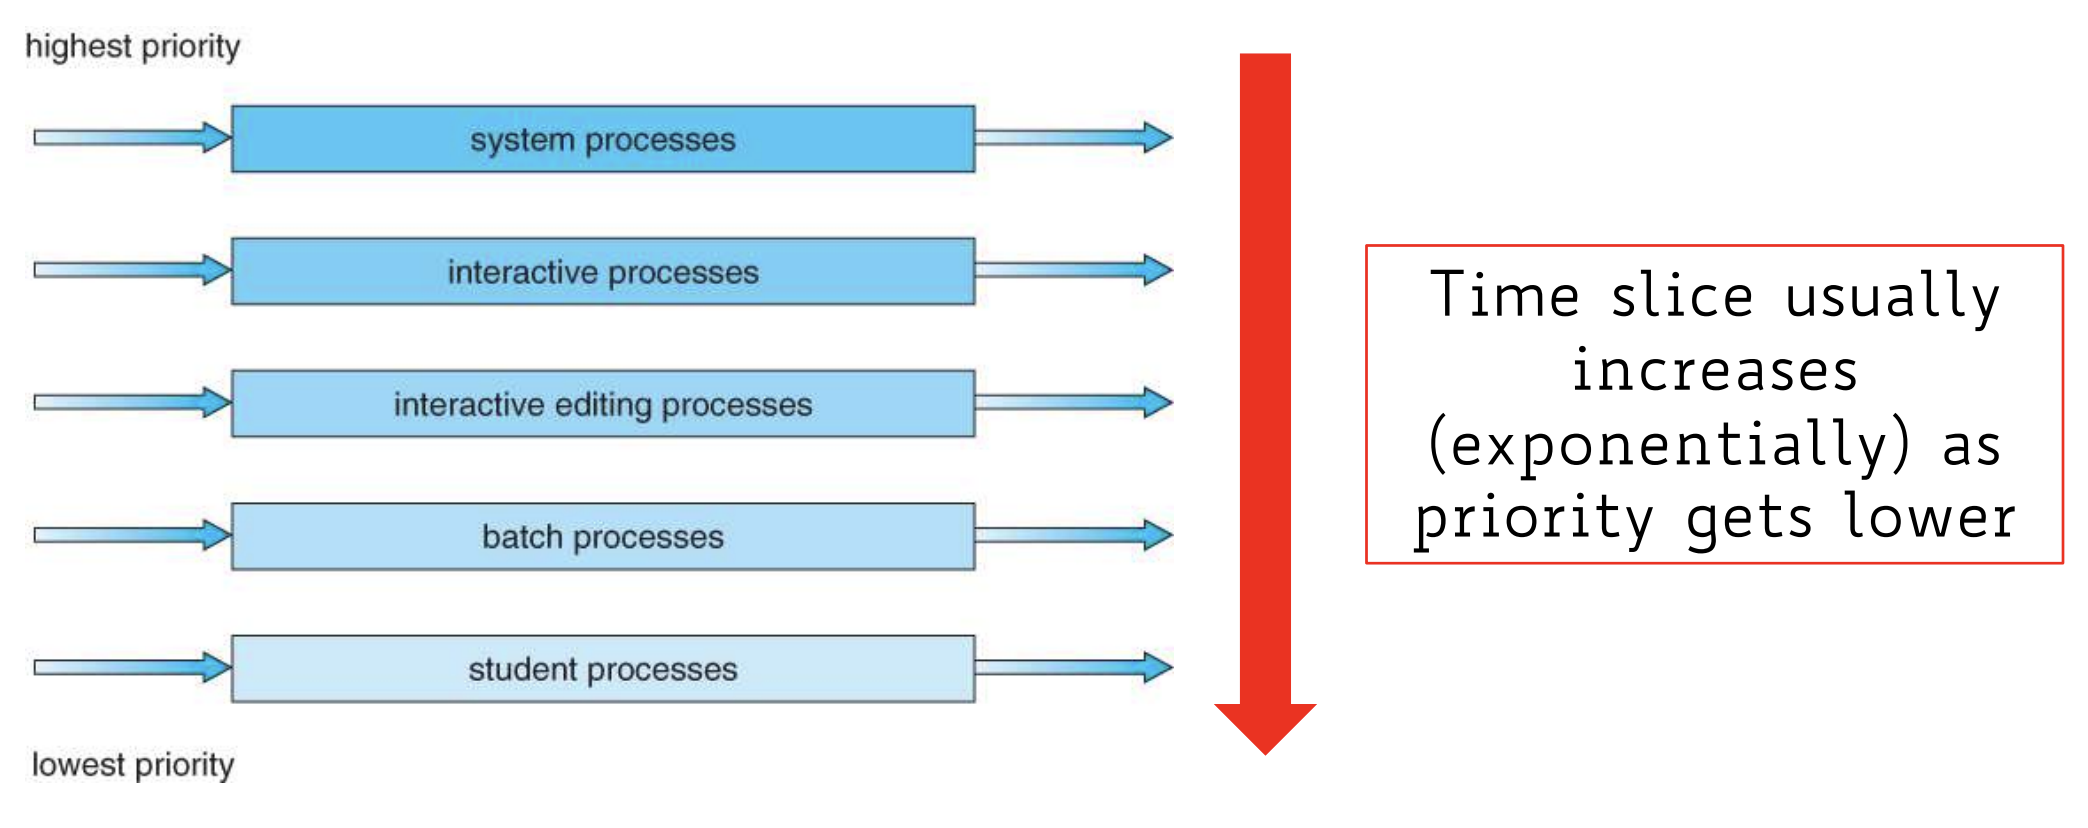 highest priority
system processes
interactive processes
interactive editing processes
batch processes
student processes
lowest priority
Time slice usually
increases
(exponentially) as
priority gets lower